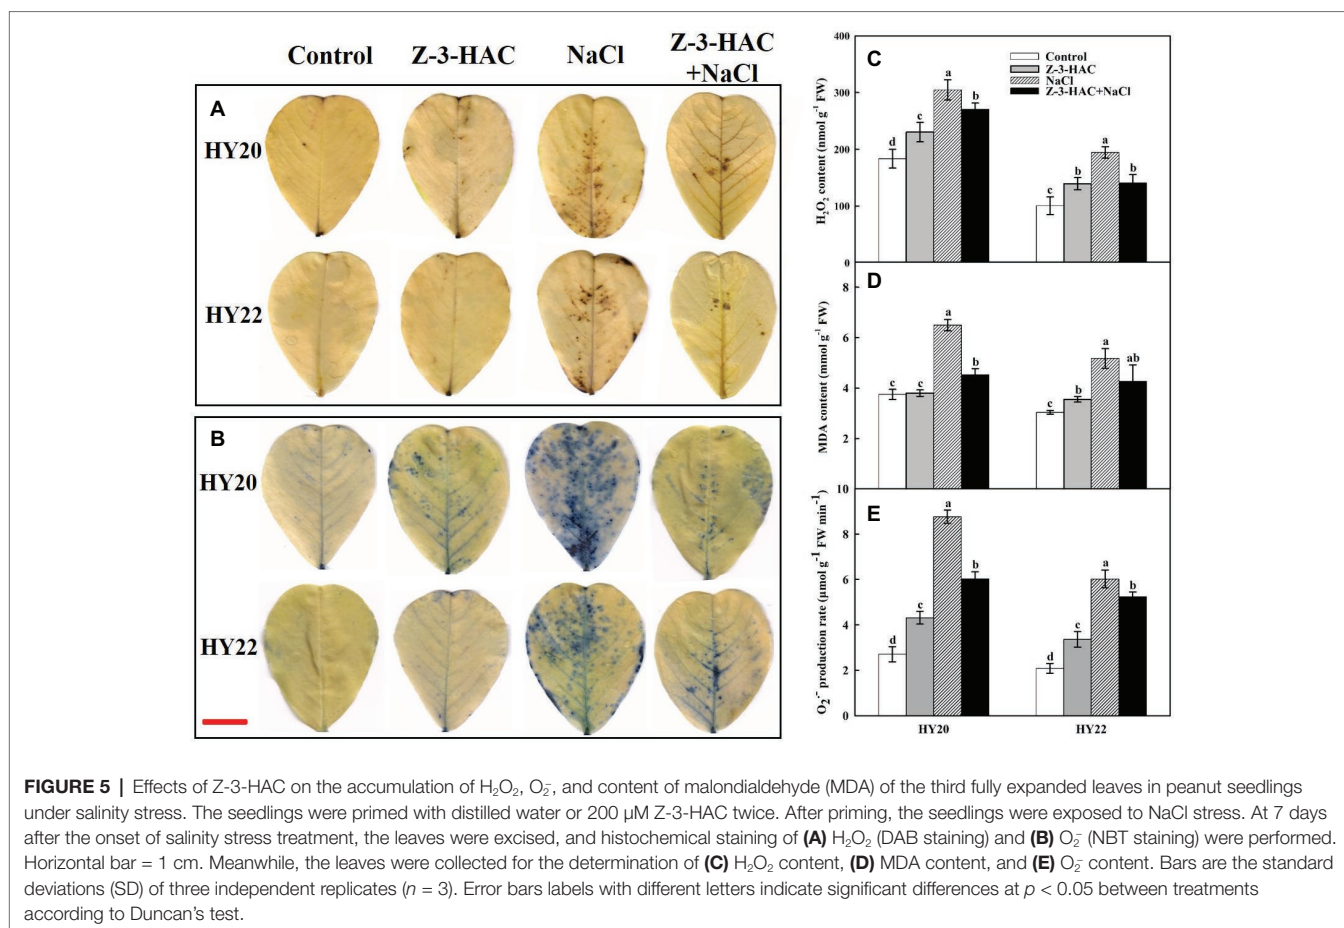 Control Z-3-HAC NaCl Z-3-HAC
+NaCl
A
HY20
HY22
B
HY20
HY22
C
Control
Z-3-HAC
NaCl
Z-3-HAC+NaCl
400
300
200
100
0
H₂O₂ content (nmol g⁻¹ FW)
d c a b c b a b
D
8
6
4
2
10
MDA content (mmol g⁻¹ FW)
c c a b c b a ab
E
8
6
4
2
0
O₂·⁻ production rate (μmol g⁻¹ FW min⁻¹)
d c a b d c a b
HY20 HY22
FIGURE 5 | Effects of Z-3-HAC on the accumulation of H₂O₂, O₂⁻, and content of malondialdehyde (MDA) of the third fully expanded leaves in peanut seedlings
under salinity stress. The seedlings were primed with distilled water or 200 μM Z-3-HAC twice. After priming, the seedlings were exposed to NaCl stress. At 7 days
after the onset of salinity stress treatment, the leaves were excised, and histochemical staining of (A) H₂O₂ (DAB staining) and (B) O₂⁻ (NBT staining) were performed.
Horizontal bar = 1 cm. Meanwhile, the leaves were collected for the determination of (C) H₂O₂ content, (D) MDA content, and (E) O₂⁻ content. Bars are the standard
deviations (SD) of three independent replicates (n = 3). Error bars labels with different letters indicate significant differences at p < 0.05 between treatments
according to Duncan's test.